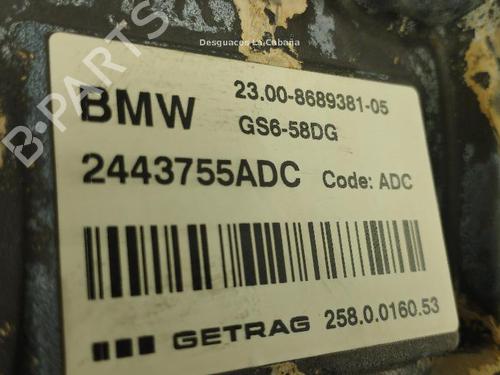 Desguaces La Cabaña
B-PARTS
BMW 23.00-8689381-05
GS6-58DG
2443755ADC Code: ADC
GETRAG 258.0.0160.53